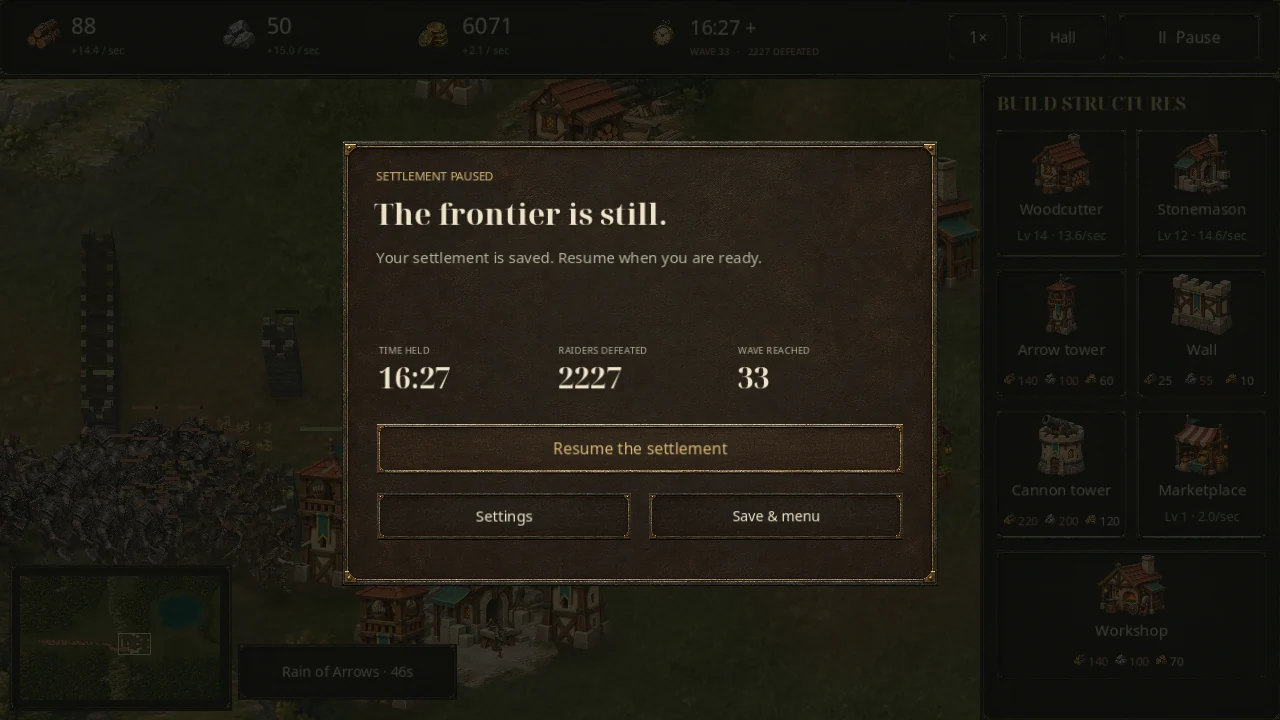 88
+14.4 / sec
50
+15.0 / sec
6071
+2.1 / sec
16:27 +
WAVE 33 · 2227 DEFEATED
1×
Hall
II Pause
BUILD STRUCTURES
Woodcutter
Lv 14 · 13.6/sec
Stonemason
Lv 12 · 14.6/sec
Arrow tower
140 100 60
Wall
25 55 10
Cannon tower
220 200 120
Marketplace
Lv 1 · 2.0/sec
Workshop
140 100 70
SETTLEMENT PAUSED
The frontier is still.
Your settlement is saved. Resume when you are ready.
TIME HELD
16:27
RAIDERS DEFEATED
2227
WAVE REACHED
33
Resume the settlement
Settings
Save & menu
Rain of Arrows · 46s